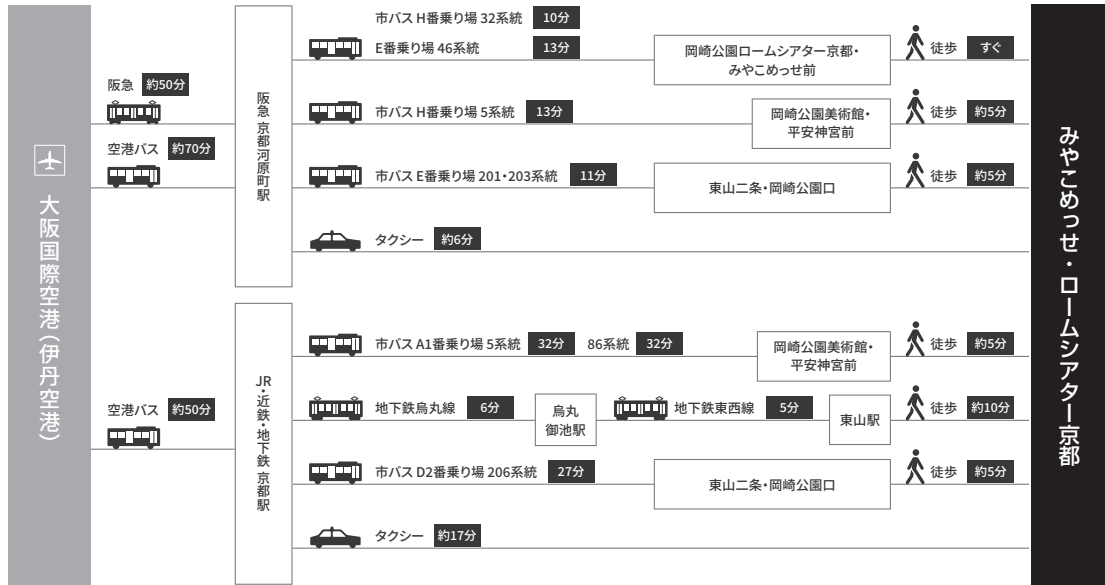 大阪国際空港（伊丹空港）
阪急 約50分
空港バス 約70分
阪急 京都河原町駅
市バス H番乗り場 32系統 10分
E番乗り場 46系統 13分
岡崎公園ロームシアター京都・
みやこめっせ前
徒歩 すぐ
市バス H番乗り場 5系統 13分
岡崎公園美術館・
平安神宮前
徒歩 約5分
市バス E番乗り場 201・203系統 11分
東山二条・岡崎公園口
徒歩 約5分
タクシー 約6分
空港バス 約50分
JR・近鉄・地下鉄 京都駅
市バス A1番乗り場 5系統 32分 86系統 32分
岡崎公園美術館・
平安神宮前
徒歩 約5分
地下鉄烏丸線 6分
烏丸
御池駅
地下鉄東西線 5分
東山駅
徒歩 約10分
市バス D2番乗り場 206系統 27分
東山二条・岡崎公園口
徒歩 約5分
タクシー 約17分
みやこめっせ・ロームシアター京都